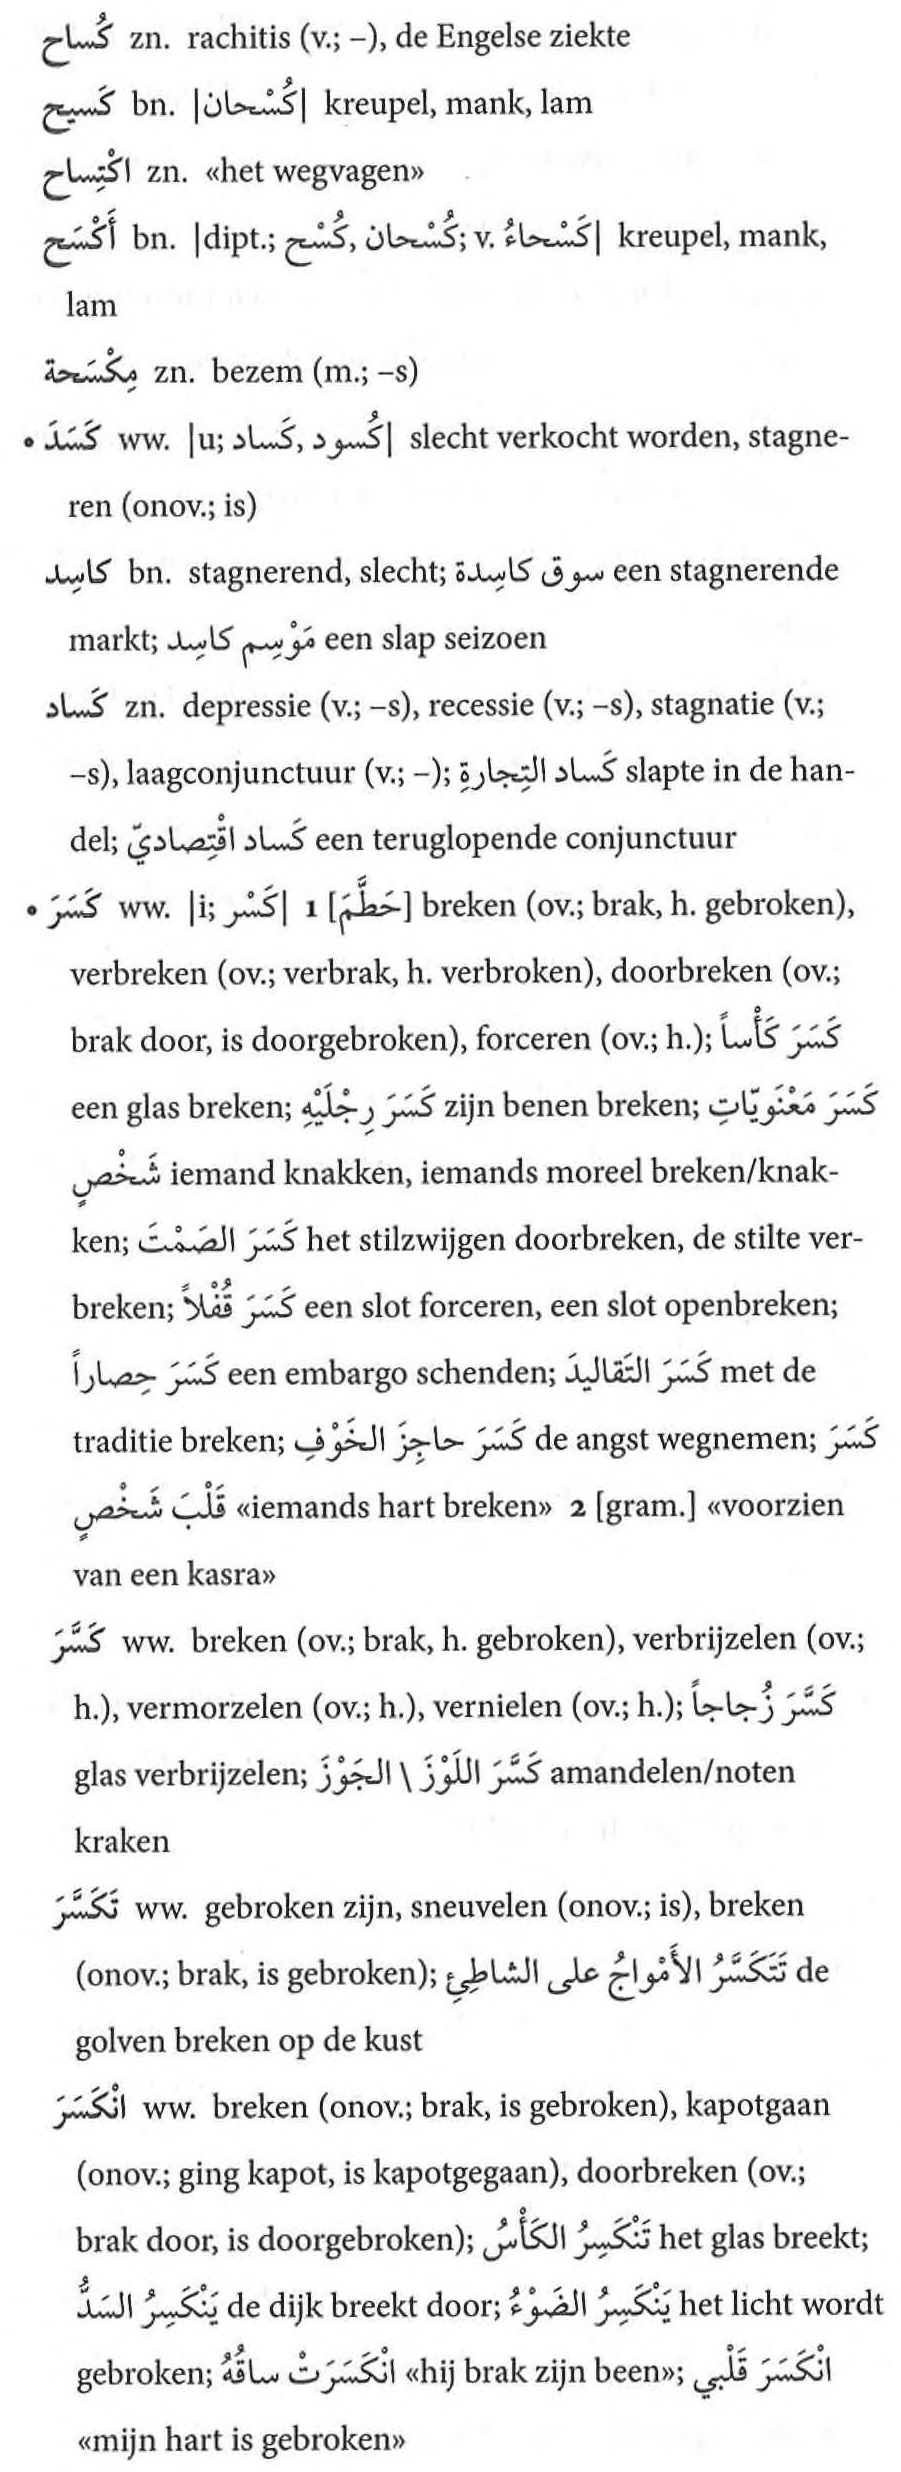 كُساح zn. rachitis (v.; –), de Engelse ziekte
كَسيح bn. |كُسْحان| kreupel, mank, lam
اكْتِساح zn. «het wegvagen»
أَكْسَح bn. |dipt.; كُسْح, كُسْحان; v. كَسْحاءُ| kreupel, mank,
lam
مِكْسَحة zn. bezem (m.; –s)
• كَسَدَ ww. |u; كَساد, كُسود| slecht verkocht worden, stagne-
ren (onov.; is)
كاسِد bn. stagnerend, slecht; سوق كاسِدة een stagnerende
markt; مَوْسِم كاسِد een slap seizoen
كَساد zn. depressie (v.; –s), recessie (v.; –s), stagnatie (v.;
–s), laagconjunctuur (v.; –); كَساد التِجارةِ slapte in de han-
del; كَساد اقْتِصاديّ een teruglopende conjunctuur
• كَسَرَ ww. |i; كَسْر| 1 [حَطَّمَ] breken (ov.; brak, h. gebroken),
verbreken (ov.; verbrak, h. verbroken), doorbreken (ov.;
brak door, is doorgebroken), forceren (ov.; h.); كَسَرَ كَأْساً
een glas breken; كَسَرَ رِجْلَيْهِ zijn benen breken; كَسَرَ مَعْنَويّاتِ
شَخْصٍ iemand knakken, iemands moreel breken/knak-
ken; كَسَرَ الصَمْتَ het stilzwijgen doorbreken, de stilte ver-
breken; كَسَرَ قُفْلاً een slot forceren, een slot openbreken;
كَسَرَ حِصاراً een embargo schenden; كَسَرَ التَقاليدَ met de
traditie breken; كَسَرَ حاجِزَ الخَوْفِ de angst wegnemen; كَسَرَ
قَلْبَ شَخْصٍ «iemands hart breken» 2 [gram.] «voorzien
van een kasra»
كَسَّرَ ww. breken (ov.; brak, h. gebroken), verbrijzelen (ov.;
h.), vermorzelen (ov.; h.), vernielen (ov.; h.); كَسَّرَ زُجاجاً
glas verbrijzelen; كَسَّرَ اللَوْزَ \ الجَوْزَ amandelen/noten
kraken
تَكَسَّرَ ww. gebroken zijn, sneuvelen (onov.; is), breken
(onov.; brak, is gebroken); تَتَكَسَّرُ الأَمْواجُ على الشاطِئِ de
golven breken op de kust
انْكَسَرَ ww. breken (onov.; brak, is gebroken), kapotgaan
(onov.; ging kapot, is kapotgegaan), doorbreken (ov.;
brak door, is doorgebroken); تَنْكَسِرُ الكَأْسُ het glas breekt;
يَنْكَسِرُ السَدُّ de dijk breekt door; يَنْكَسِرُ الضَوْءُ het licht wordt
gebroken; انْكَسَرَتْ ساقُهُ «hij brak zijn been»; انْكَسَرَ قَلْبي
«mijn hart is gebroken»